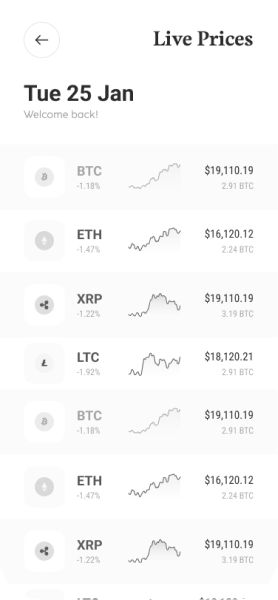 Live Prices
Tue 25 Jan
Welcome back!
BTC $19,110.19
-1.18% 2.91 BTC
ETH $16,120.12
-1.47% 2.24 BTC
XRP $19,110.19
-1.22% 3.19 BTC
LTC $18,120.21
-1.92% 2.91 BTC
BTC $19,110.19
-1.18% 2.91 BTC
ETH $16,120.12
-1.47% 2.24 BTC
XRP $19,110.19
-1.22% 3.19 BTC